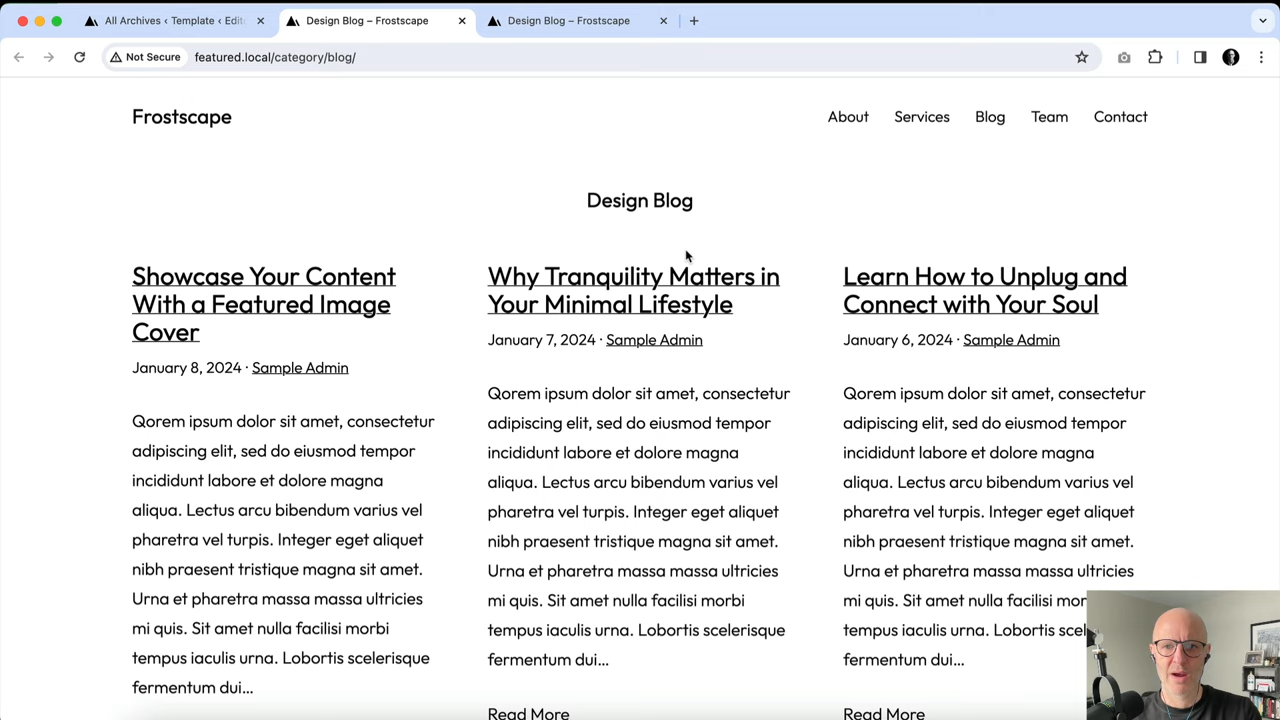 All Archives ‹ Template ‹ Edit
Design Blog – Frostscape
Design Blog – Frostscape
Not Secure
featured.local/category/blog/
Frostscape
About
Services
Blog
Team
Contact
Design Blog
Showcase Your Content
With a Featured Image
Cover
January 8, 2024 · Sample Admin
Qorem ipsum dolor sit amet, consectetur
adipiscing elit, sed do eiusmod tempor
incididunt labore et dolore magna
aliqua. Lectus arcu bibendum varius vel
pharetra vel turpis. Integer eget aliquet
nibh praesent tristique magna sit amet.
Urna et pharetra massa massa ultricies
mi quis. Sit amet nulla facilisi morbi
tempus iaculis urna. Lobortis scelerisque
fermentum dui…
Why Tranquility Matters in
Your Minimal Lifestyle
January 7, 2024 · Sample Admin
Qorem ipsum dolor sit amet, consectetur
adipiscing elit, sed do eiusmod tempor
incididunt labore et dolore magna
aliqua. Lectus arcu bibendum varius vel
pharetra vel turpis. Integer eget aliquet
nibh praesent tristique magna sit amet.
Urna et pharetra massa massa ultricies
mi quis. Sit amet nulla facilisi morbi
tempus iaculis urna. Lobortis scelerisque
fermentum dui…
Read More
Learn How to Unplug and
Connect with Your Soul
January 6, 2024 · Sample Admin
Qorem ipsum dolor sit amet, consectetur
adipiscing elit, sed do eiusmod tempor
incididunt labore et dolore magna
aliqua. Lectus arcu bibendum varius vel
pharetra vel turpis. Integer eget aliquet
nibh praesent tristique magna sit amet.
Urna et pharetra massa massa ultricies
mi quis. Sit amet nulla facilisi mor
tempus iaculis urna. Lobortis scel
fermentum dui…
Read More